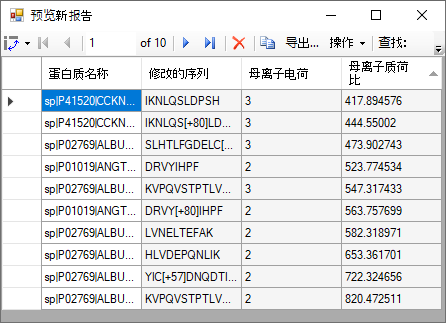 预览新报告
1 of 10 导出... 操作 查找:
蛋白质名称 修改的序列 母离子电荷 母离子质荷比
sp|P41520|CCKN... IKNLQSLDPSH 3 417.894576
sp|P41520|CCKN... IKNLQS[+80]LD... 3 444.55002
sp|P02769|ALBU... SLHTLFGDELC[... 3 473.902743
sp|P01019|ANGT... DRVYIHPF 2 523.774534
sp|P02769|ALBU... KVPQVSTPTLV... 3 547.317433
sp|P01019|ANGT... DRVY[+80]IHPF 2 563.757699
sp|P02769|ALBU... LVNELTEFAK 2 582.318971
sp|P02769|ALBU... HLVDEPQNLIK 2 653.361701
sp|P02769|ALBU... YIC[+57]DNQDTI... 2 722.324656
sp|P02769|ALBU... KVPQVSTPTLV... 2 820.472511